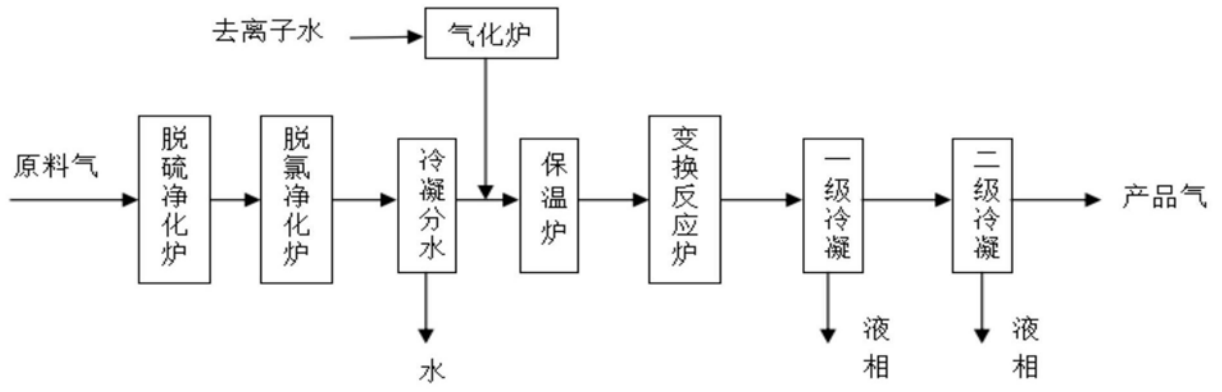 去离子水
气化炉
原料气
脱硫净化炉
脱氯净化炉
冷凝分水
保温炉
变换反应炉
一级冷凝
二级冷凝
产品气
水
液相
液相